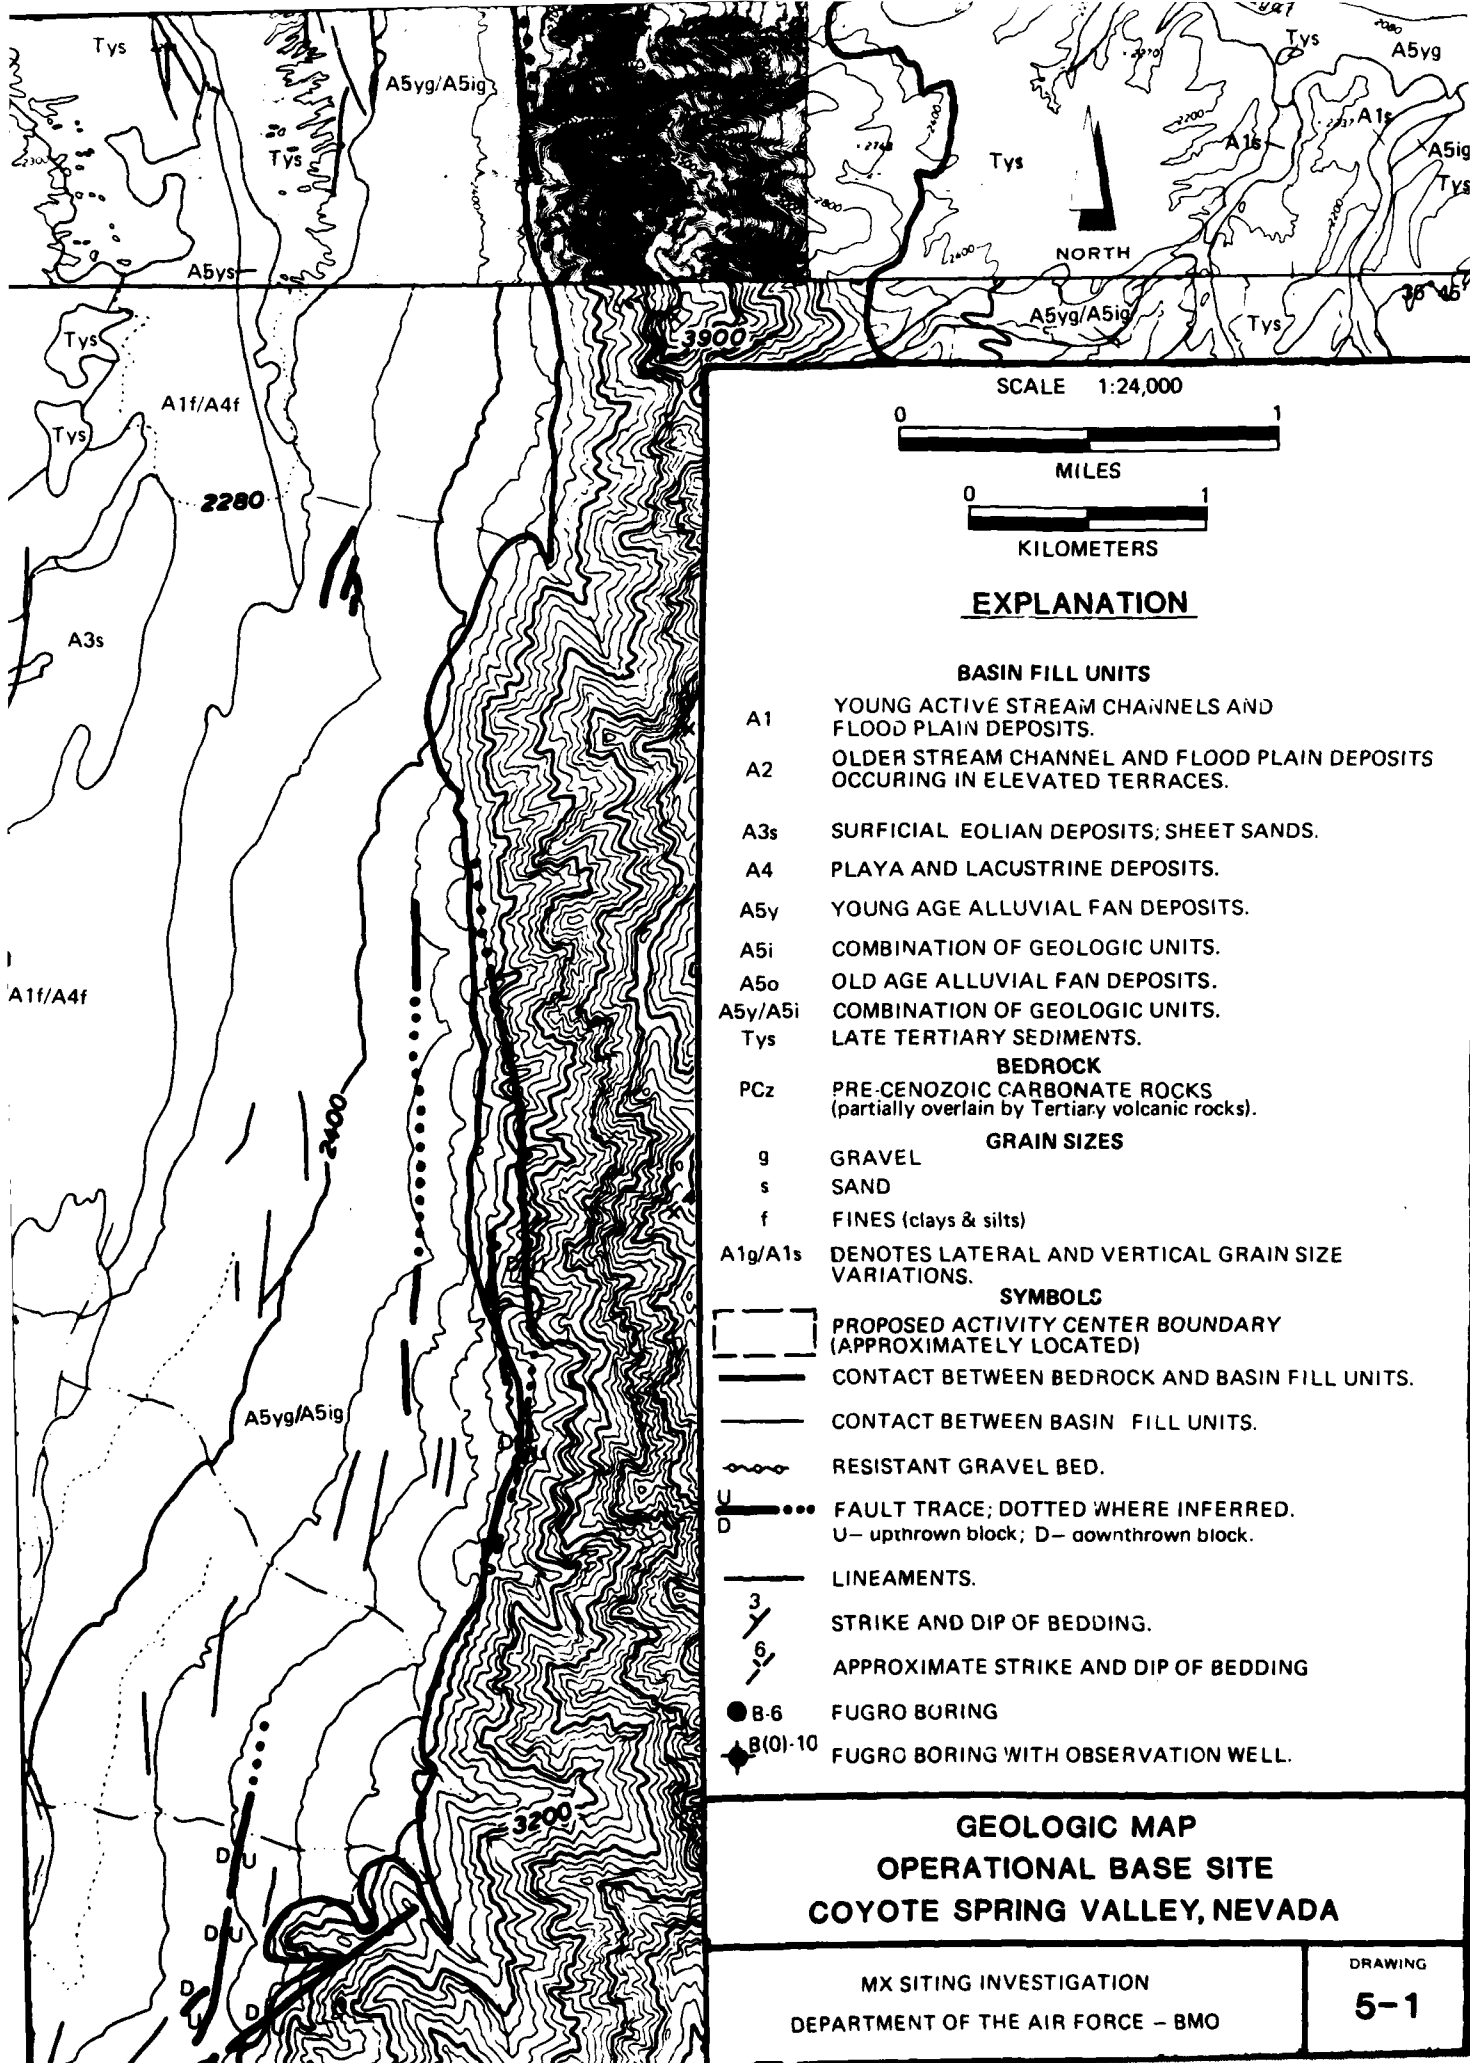 Tys
A5yg/A5ig
Tys
A5yg
A1s
A1s
A5ig
Tys
Tys
Tys
2200
2400
2743
2800
2200
2400
2400
NORTH
A5ys
36° 45'
A5yg/A5ig
Tys
Tys
3900
A1f/A4f
Tys
2280
A3s
A1f/A4f
2400
A5yg/A5ig
D
3200
D U
D U
D
U
D
SCALE 1:24,000
0 1
MILES
0 1
KILOMETERS
EXPLANATION
BASIN FILL UNITS
A1 YOUNG ACTIVE STREAM CHANNELS AND
FLOOD PLAIN DEPOSITS.
A2 OLDER STREAM CHANNEL AND FLOOD PLAIN DEPOSITS
OCCURING IN ELEVATED TERRACES.
A3s SURFICIAL EOLIAN DEPOSITS; SHEET SANDS.
A4 PLAYA AND LACUSTRINE DEPOSITS.
A5y YOUNG AGE ALLUVIAL FAN DEPOSITS.
A5i COMBINATION OF GEOLOGIC UNITS.
A5o OLD AGE ALLUVIAL FAN DEPOSITS.
A5y/A5i COMBINATION OF GEOLOGIC UNITS.
Tys LATE TERTIARY SEDIMENTS.
BEDROCK
PCz PRE-CENOZOIC CARBONATE ROCKS
(partially overlain by Tertiary volcanic rocks).
GRAIN SIZES
g GRAVEL
s SAND
f FINES (clays & silts)
A1g/A1s DENOTES LATERAL AND VERTICAL GRAIN SIZE
VARIATIONS.
SYMBOLS
PROPOSED ACTIVITY CENTER BOUNDARY
(APPROXIMATELY LOCATED)
CONTACT BETWEEN BEDROCK AND BASIN FILL UNITS.
CONTACT BETWEEN BASIN FILL UNITS.
RESISTANT GRAVEL BED.
U
D
FAULT TRACE; DOTTED WHERE INFERRED.
U– upthrown block; D– downthrown block.
LINEAMENTS.
3
STRIKE AND DIP OF BEDDING.
6
APPROXIMATE STRIKE AND DIP OF BEDDING
B-6 FUGRO BORING
B(O)-10 FUGRO BORING WITH OBSERVATION WELL.
GEOLOGIC MAP
OPERATIONAL BASE SITE
COYOTE SPRING VALLEY, NEVADA
MX SITING INVESTIGATION
DEPARTMENT OF THE AIR FORCE – BMO
DRAWING
5-1